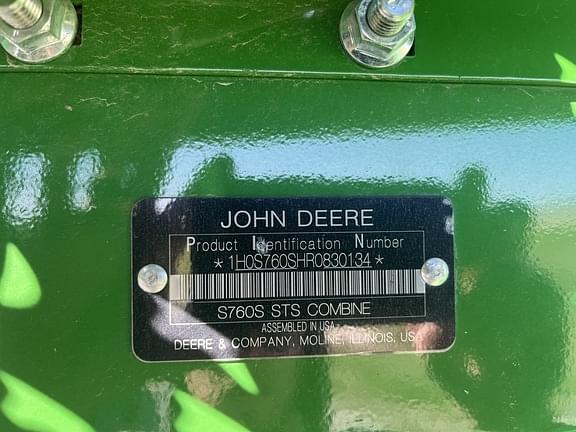 JOHN DEERE
Product Identification Number
*1H0S760SHR0830134*
S760S STS COMBINE
ASSEMBLED IN USA
DEERE & COMPANY, MOLINE, ILLINOIS, USA